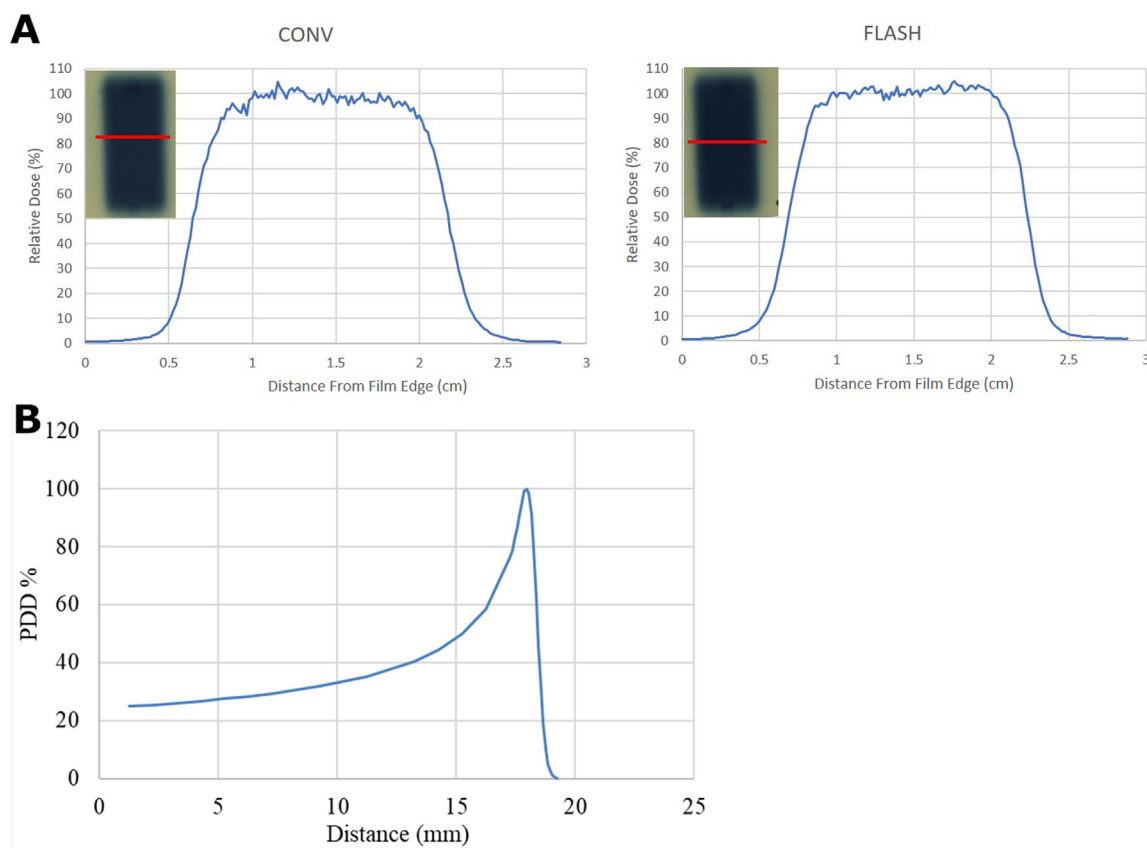 A
CONV
110
100
90
80
70
60
50
40
30
20
10
0
Relative Dose (%)
0 0.5 1 1.5 2 2.5 3
Distance From Film Edge (cm)
FLASH
110
100
90
80
70
60
50
40
30
20
10
0
Relative Dose (%)
0 0.5 1 1.5 2 2.5 3
Distance From Film Edge (cm)
B
120
100
80
60
40
20
0
PDD %
0 5 10 15 20 25
Distance (mm)